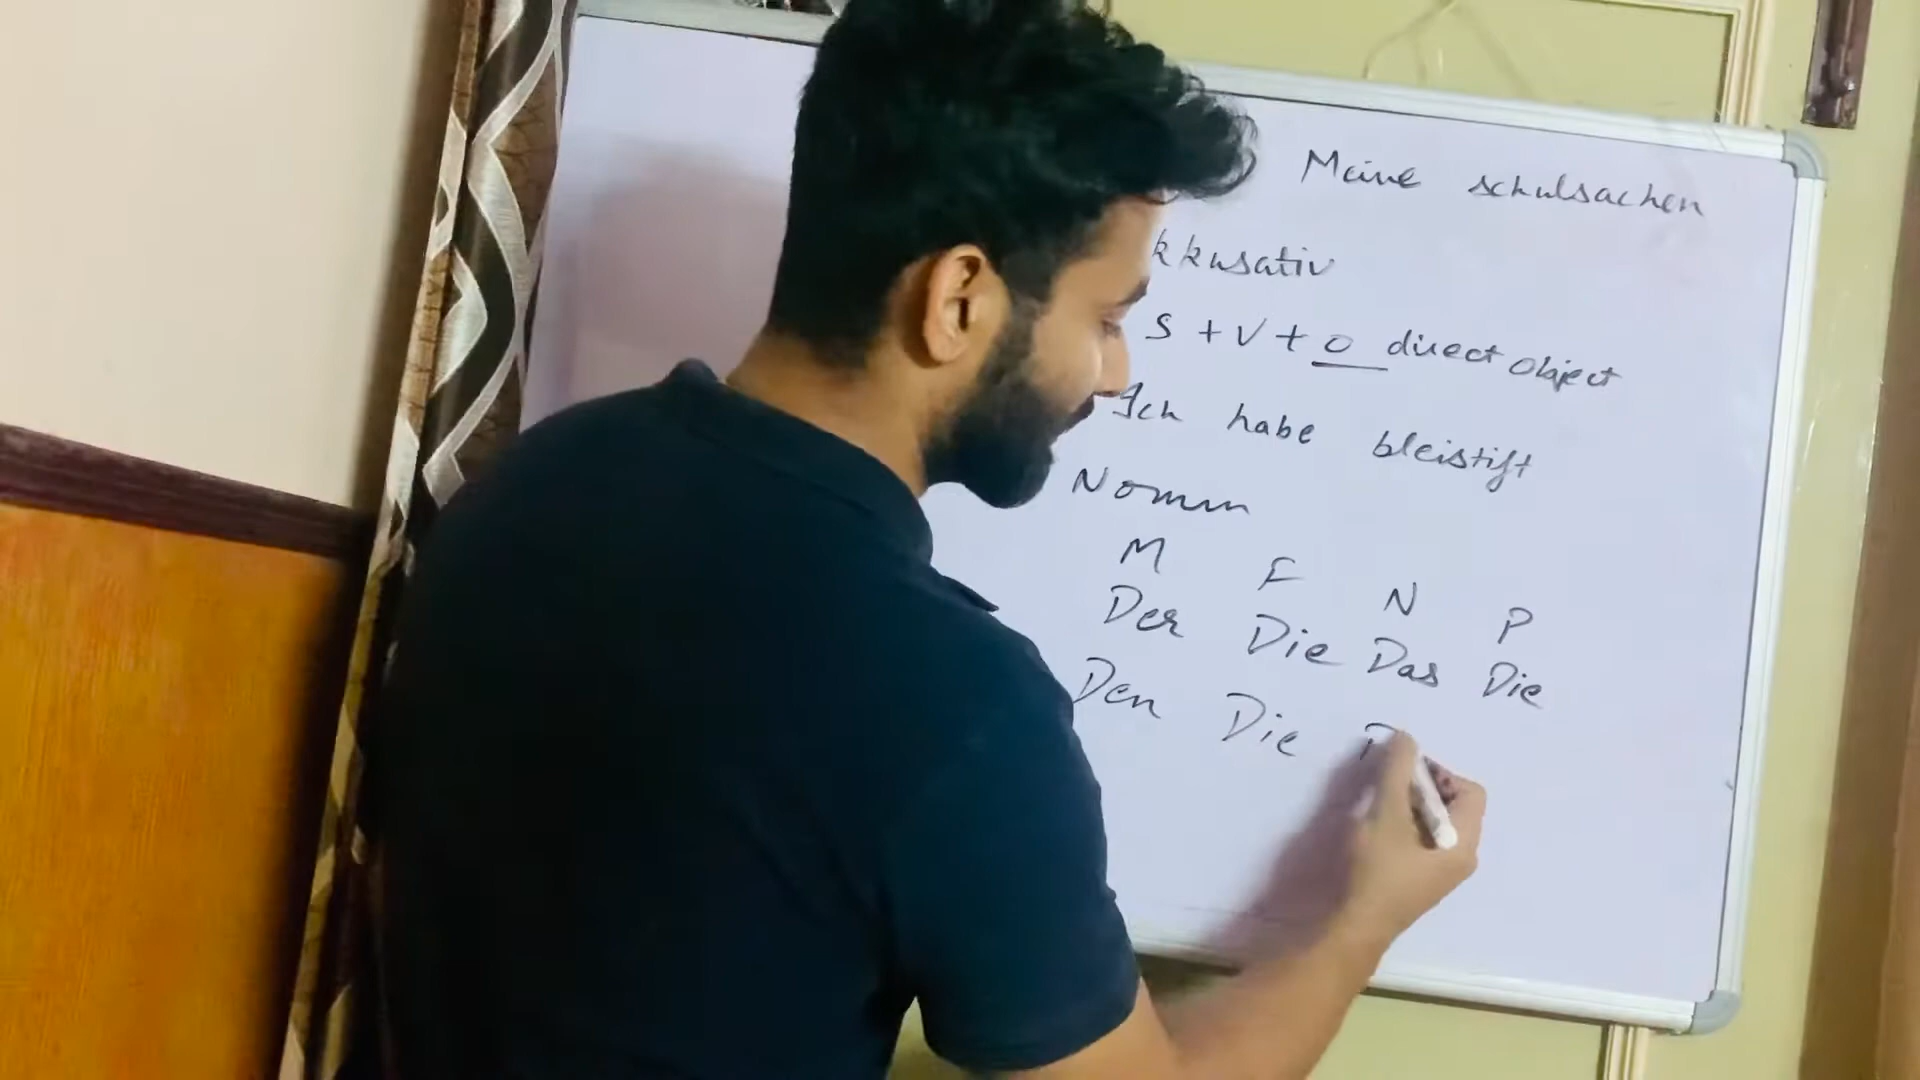 Meine schulsachen
kkusativ
S + V + O direct object
Ich habe bleistift
Nomin
M F N P
Der Die Das Die
Den Die D